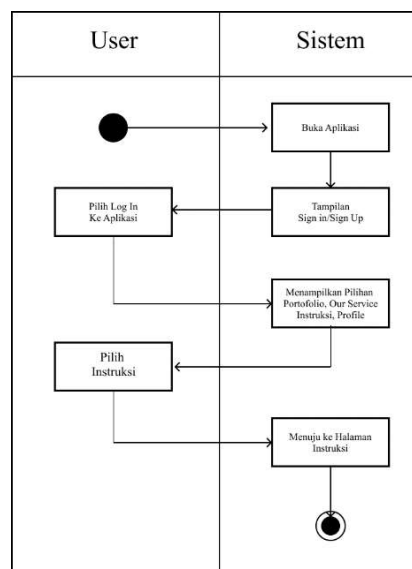 User
Sistem
Buka Aplikasi
Tampilan
Sign in/Sign Up
Pilih Log In
Ke Aplikasi
Menampilkan Pilihan
Portofolio, Our Service
Instruksi, Profile
Pilih
Instruksi
Menuju ke Halaman
Instruksi